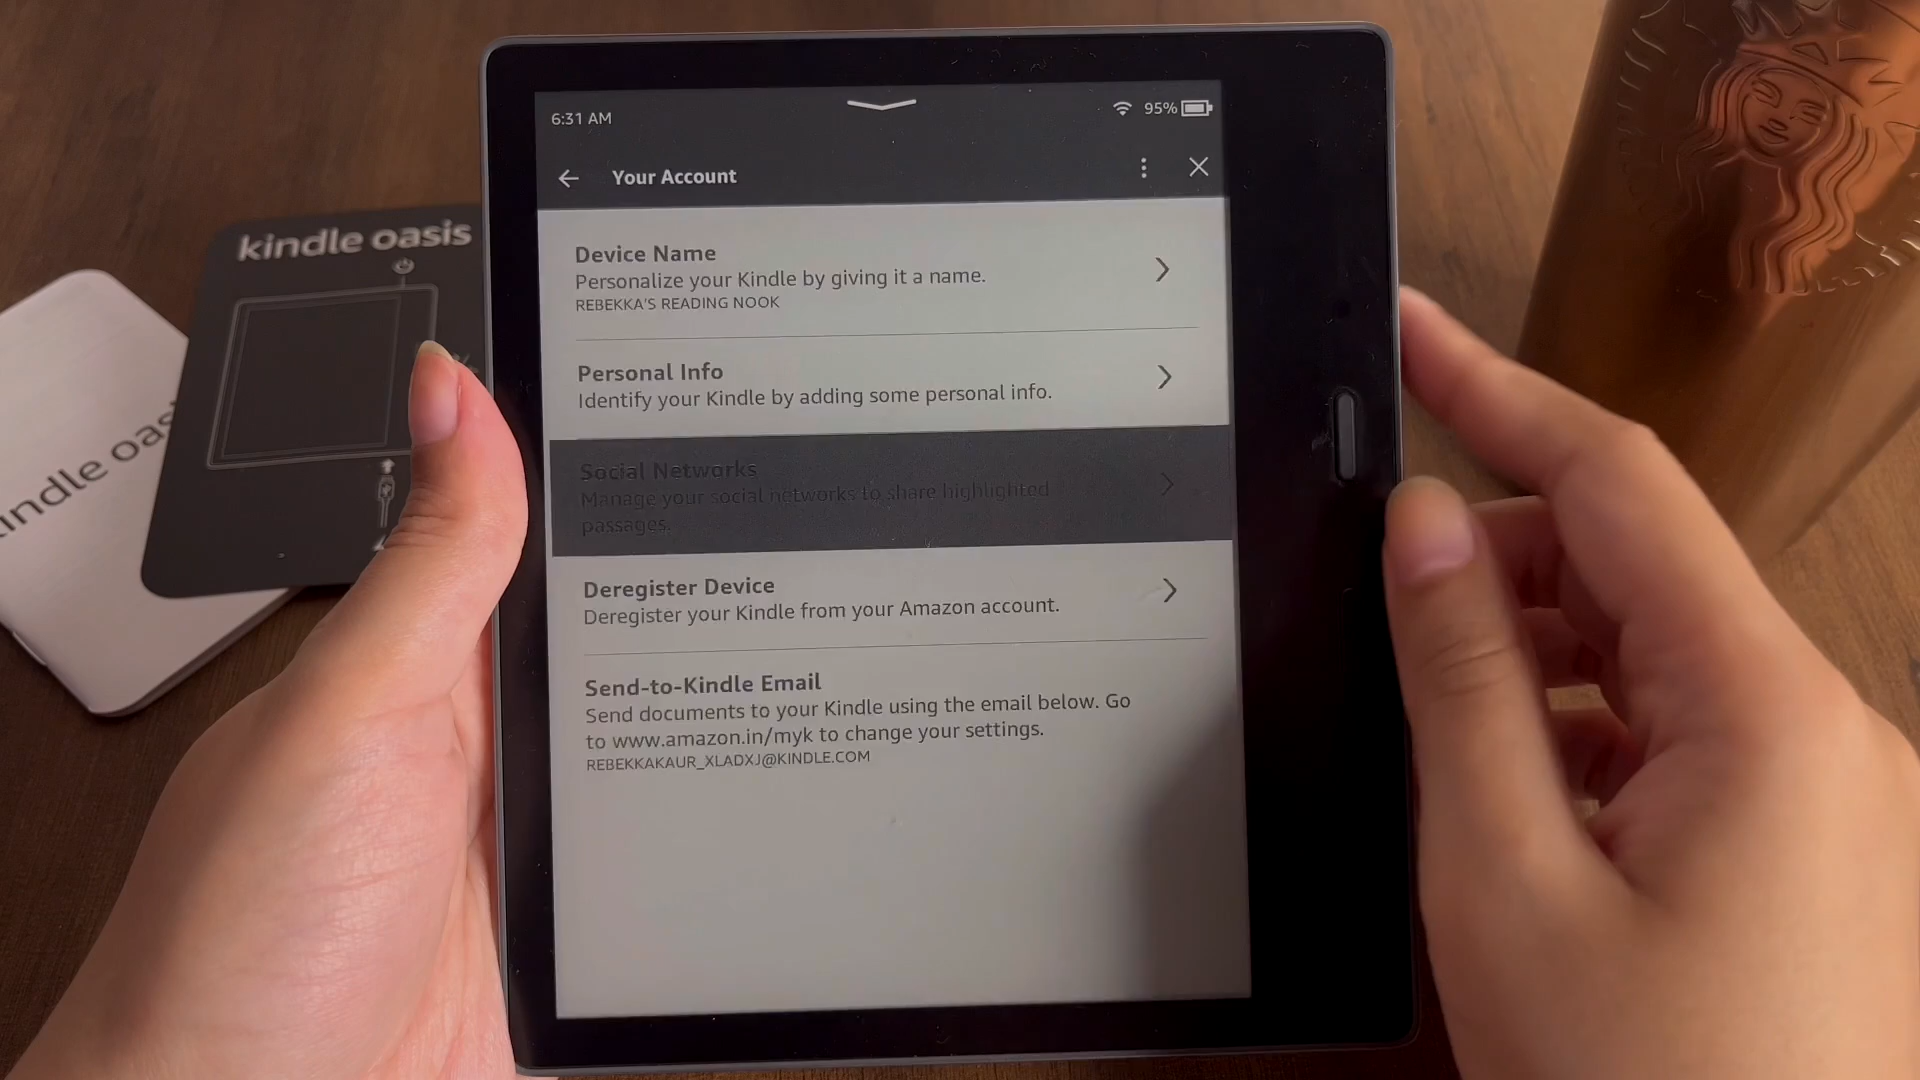 6:31 AM
95%
Your Account
Device Name
Personalize your Kindle by giving it a name.
REBEKKA'S READING NOOK
Personal Info
Identify your Kindle by adding some personal info.
Social Networks
Manage your social networks to share highlighted
passages.
Deregister Device
Deregister your Kindle from your Amazon account.
Send-to-Kindle Email
Send documents to your Kindle using the email below. Go
to www.amazon.in/myk to change your settings.
REBEKKAKAUR_XLADXJ@KINDLE.COM
kindle oasis